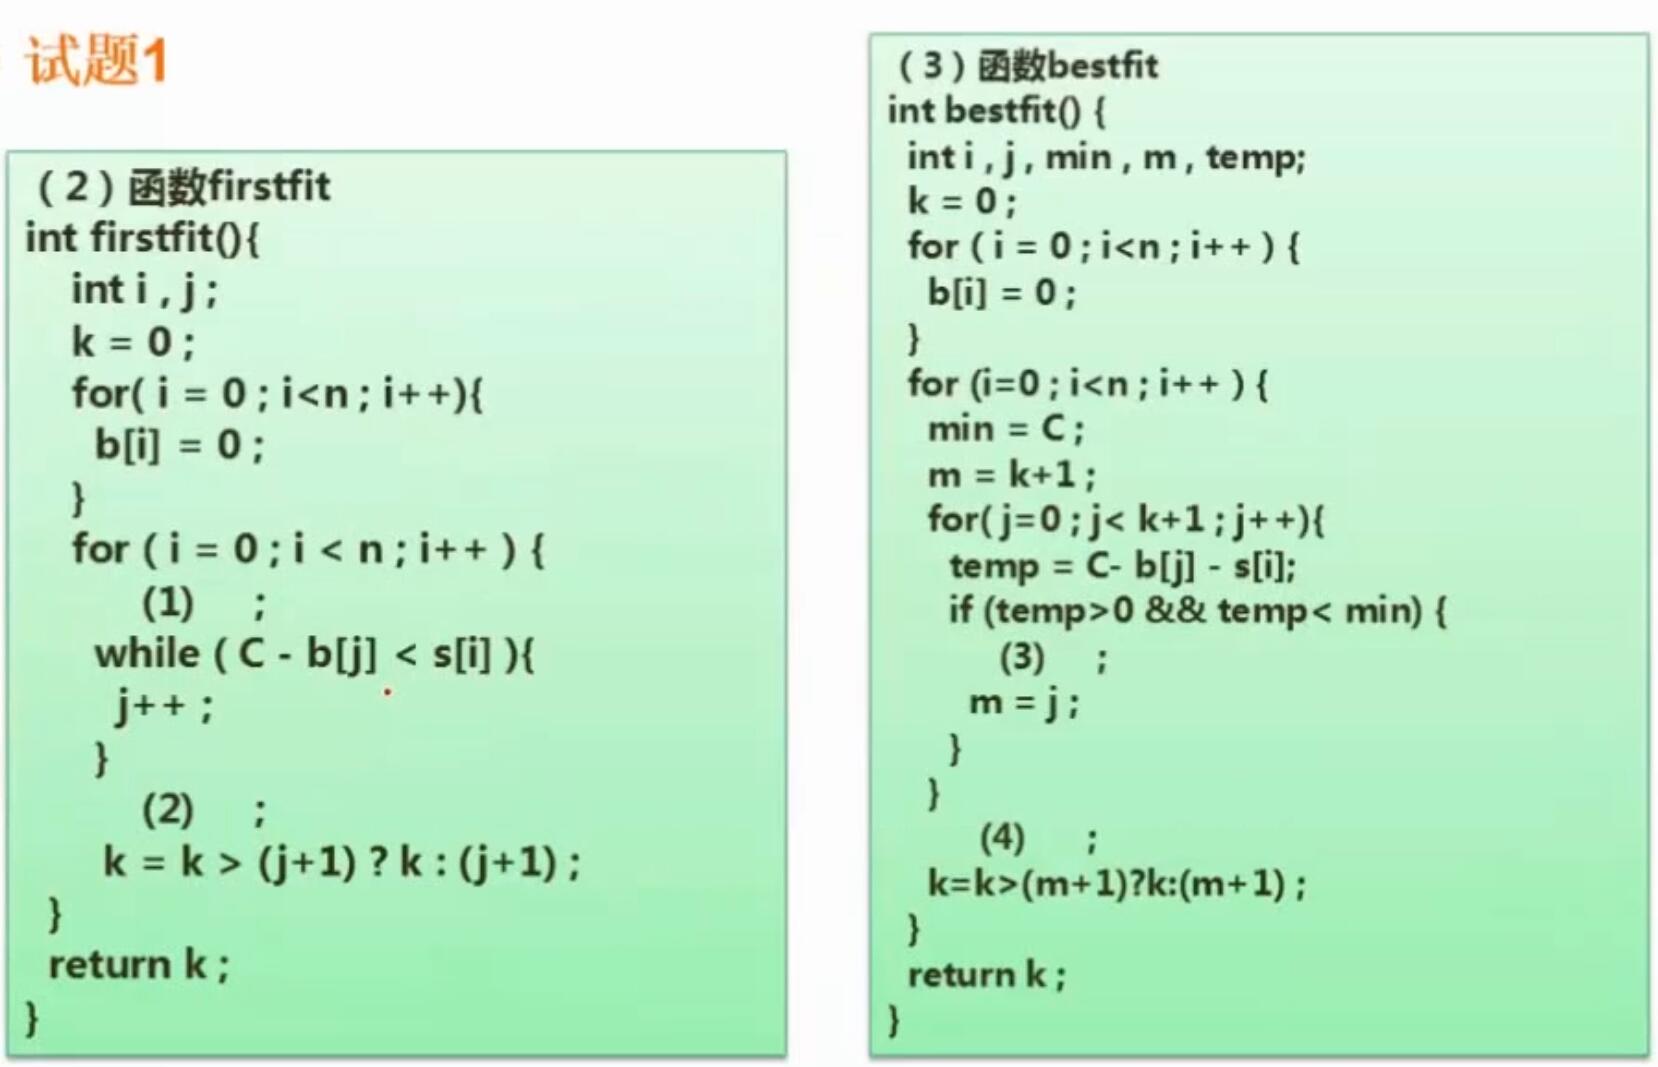 试题1
（2）函数firstfit
int firstfit(){
int i , j ;
k = 0 ;
for( i = 0 ; i<n ; i++){
b[i] = 0 ;
}
for ( i = 0 ; i < n ; i++ ) {
(1) ;
while ( C - b[j] < s[i] ){
j++ ;
}
(2) ;
k = k > (j+1) ? k : (j+1) ;
}
return k ;
}
（3）函数bestfit
int bestfit() {
int i , j , min , m , temp;
k = 0 ;
for ( i = 0 ; i<n ; i++ ) {
b[i] = 0 ;
}
for (i=0 ; i<n ; i++ ) {
min = C ;
m = k+1 ;
for( j=0 ; j< k+1 ; j++){
temp = C- b[j] - s[i];
if (temp>0 && temp< min) {
(3) ;
m = j ;
}
}
(4) ;
k=k>(m+1)?k:(m+1) ;
}
return k ;
}